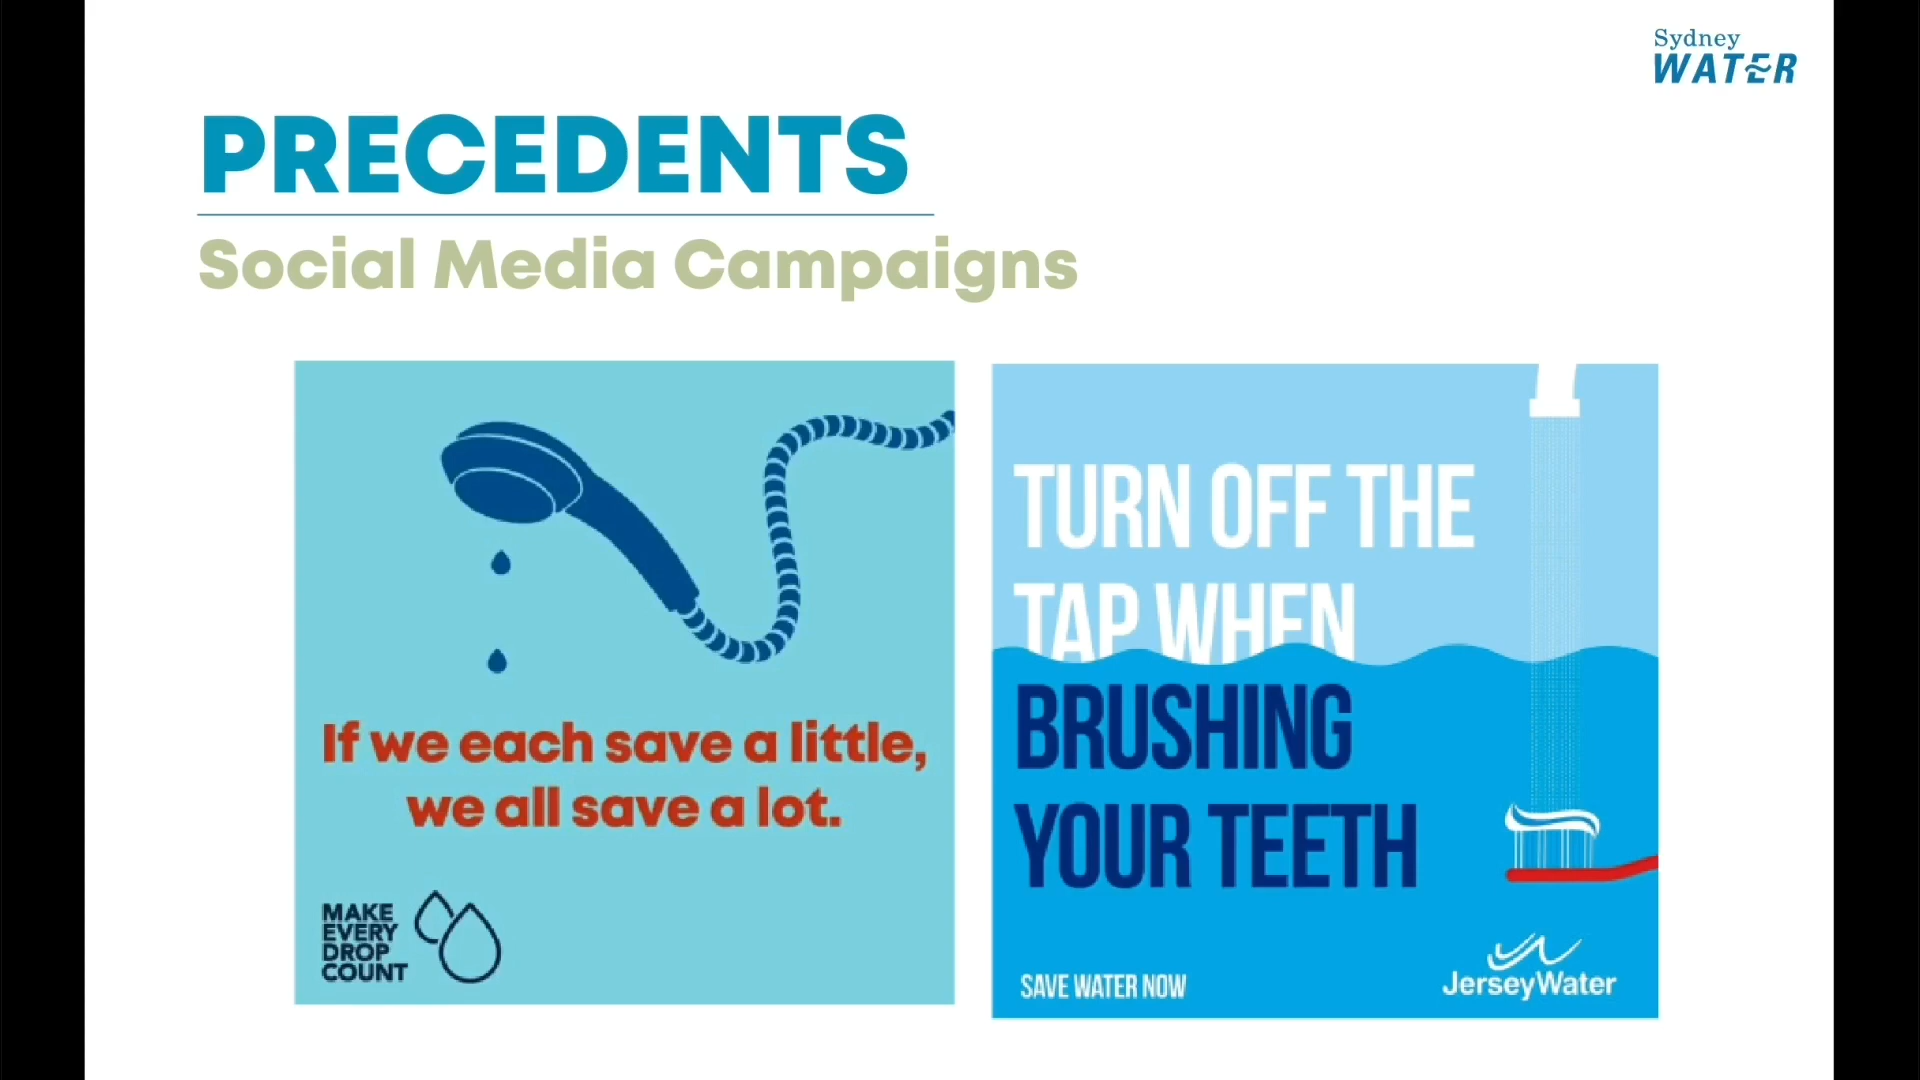 Sydney
WATER
PRECEDENTS
Social Media Campaigns
If we each save a little,
we all save a lot.
MAKE
EVERY
DROP
COUNT
TURN OFF THE
TAP WHEN
BRUSHING
YOUR TEETH
SAVE WATER NOW
JerseyWater